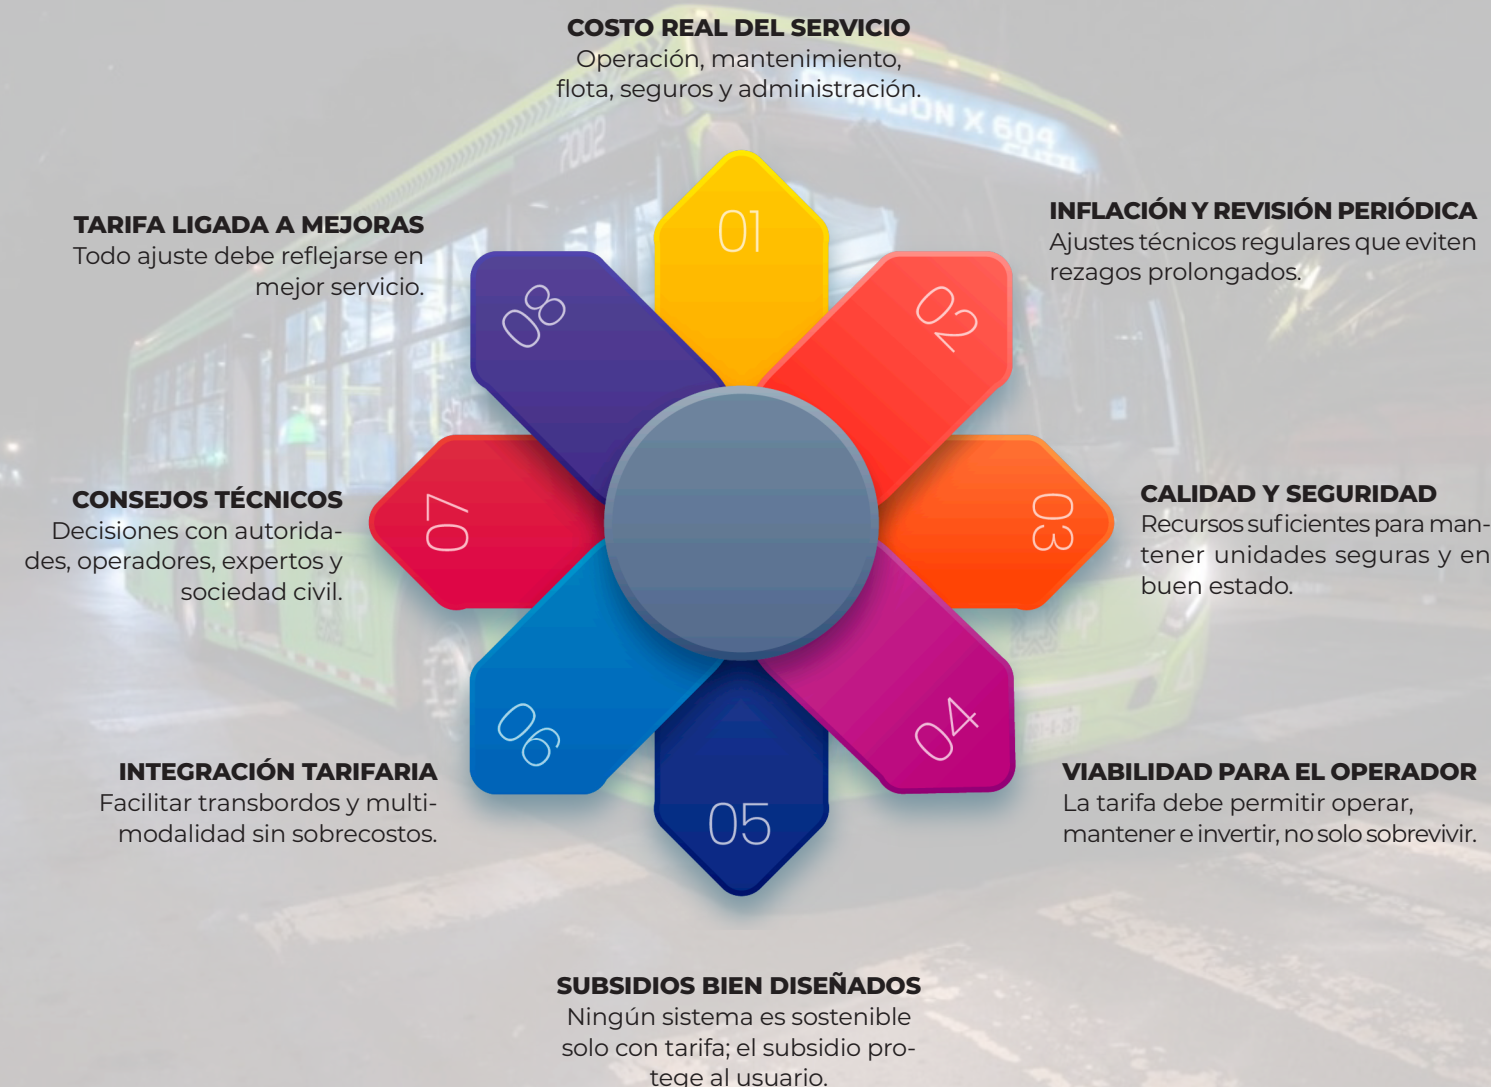 COSTO REAL DEL SERVICIO
Operación, mantenimiento,
flota, seguros y administración.
01
INFLACIÓN Y REVISIÓN PERIÓDICA
Ajustes técnicos regulares que eviten
rezagos prolongados.
02
CALIDAD Y SEGURIDAD
Recursos suficientes para man-
tener unidades seguras y en
buen estado.
03
VIABILIDAD PARA EL OPERADOR
La tarifa debe permitir operar,
mantener e invertir, no solo sobrevivir.
04
SUBSIDIOS BIEN DISEÑADOS
Ningún sistema es sostenible
solo con tarifa; el subsidio pro-
tege al usuario.
05
INTEGRACIÓN TARIFARIA
Facilitar transbordos y multi-
modalidad sin sobrecostos.
06
CONSEJOS TÉCNICOS
Decisiones con autorida-
des, operadores, expertos y
sociedad civil.
07
TARIFA LIGADA A MEJORAS
Todo ajuste debe reflejarse en
mejor servicio.
08
7002
X 604